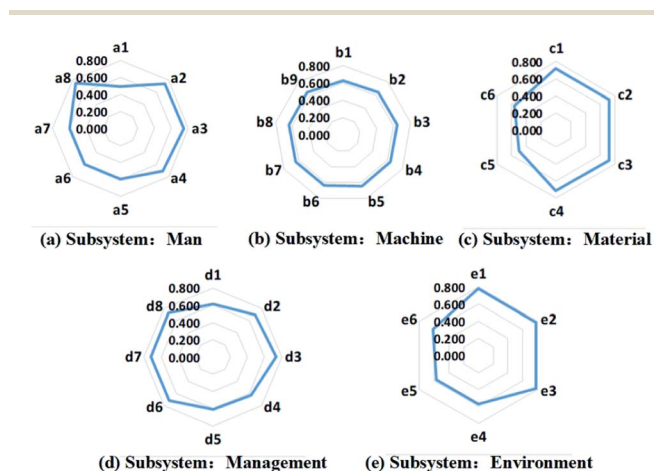 a1
0.800
0.600
0.400
0.200
0.000
a2
a3
a4
a5
a6
a7
a8
(a) Subsystem：Man
b1
0.800
0.600
0.400
0.200
0.000
b2
b3
b4
b5
b6
b7
b8
b9
(b) Subsystem：Machine
c1
0.800
0.600
0.400
0.200
0.000
c2
c3
c4
c5
c6
(c) Subsystem：Material
d1
0.800
0.600
0.400
0.200
0.000
d2
d3
d4
d5
d6
d7
d8
(d) Subsystem：Management
e1
0.800
0.600
0.400
0.200
0.000
e2
e3
e4
e5
e6
(e) Subsystem：Environment